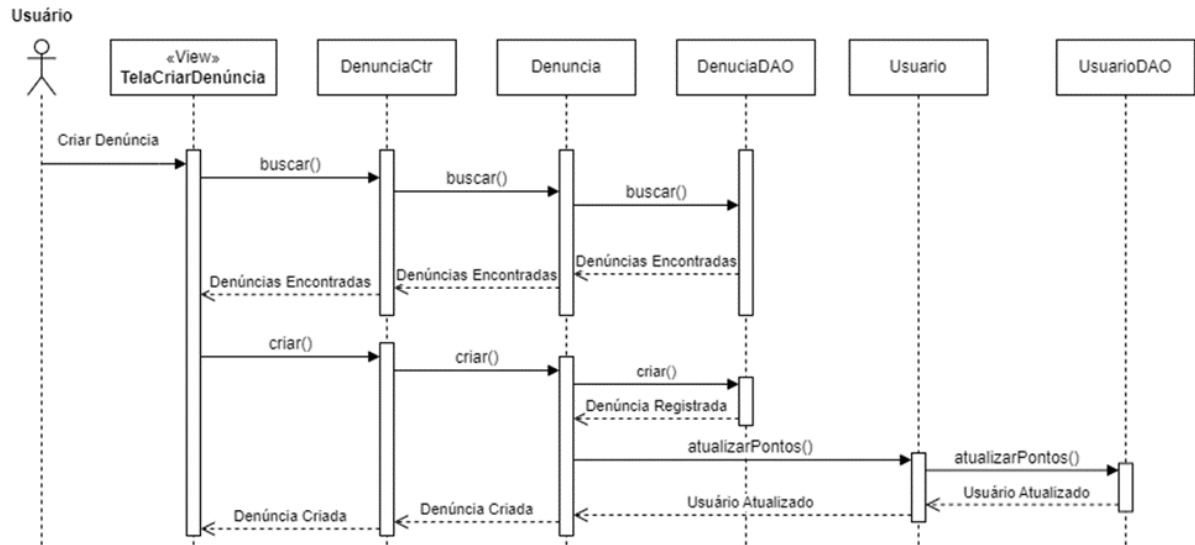 Usuário
«View»
TelaCriarDenúncia
DenunciaCtr
Denuncia
DenuciaDAO
Usuario
UsuarioDAO
Criar Denúncia
buscar()
buscar()
buscar()
Denúncias Encontradas
Denúncias Encontradas
Denúncias Encontradas
criar()
criar()
criar()
Denúncia Registrada
atualizarPontos()
atualizarPontos()
Usuário Atualizado
Usuário Atualizado
Denúncia Criada
Denúncia Criada